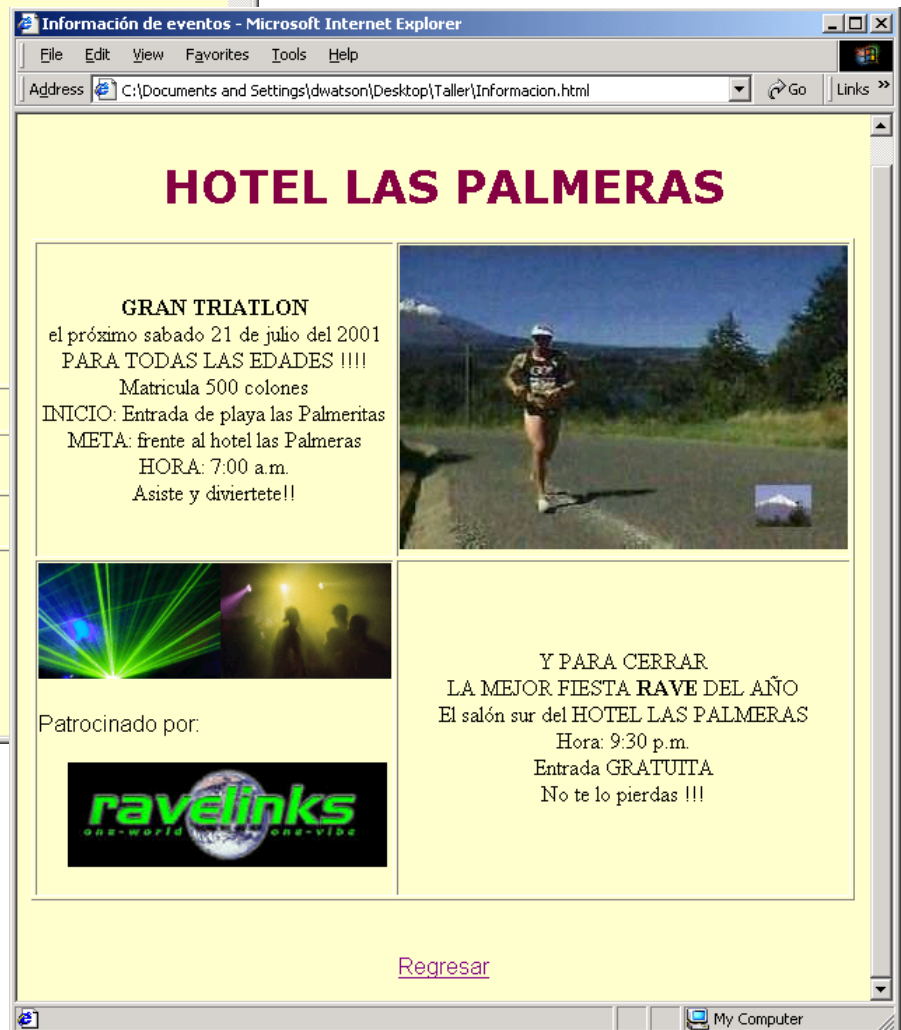 Información de eventos - Microsoft Internet Explorer
File Edit View Favorites Tools Help
Address C:\Documents and Settings\dwatson\Desktop\Taller\Informacion.html Go Links »
HOTEL LAS PALMERAS
GRAN TRIATLON
el próximo sabado 21 de julio del 2001
PARA TODAS LAS EDADES !!!!
Matricula 500 colones
INICIO: Entrada de playa las Palmeritas
META: frente al hotel las Palmeras
HORA: 7:00 a.m.
Asiste y diviertete!!
Patrocinado por:
ravelinks
one-world one-vibe
Y PARA CERRAR
LA MEJOR FIESTA RAVE DEL AÑO
El salón sur del HOTEL LAS PALMERAS
Hora: 9:30 p.m.
Entrada GRATUITA
No te lo pierdas !!!
Regresar
My Computer